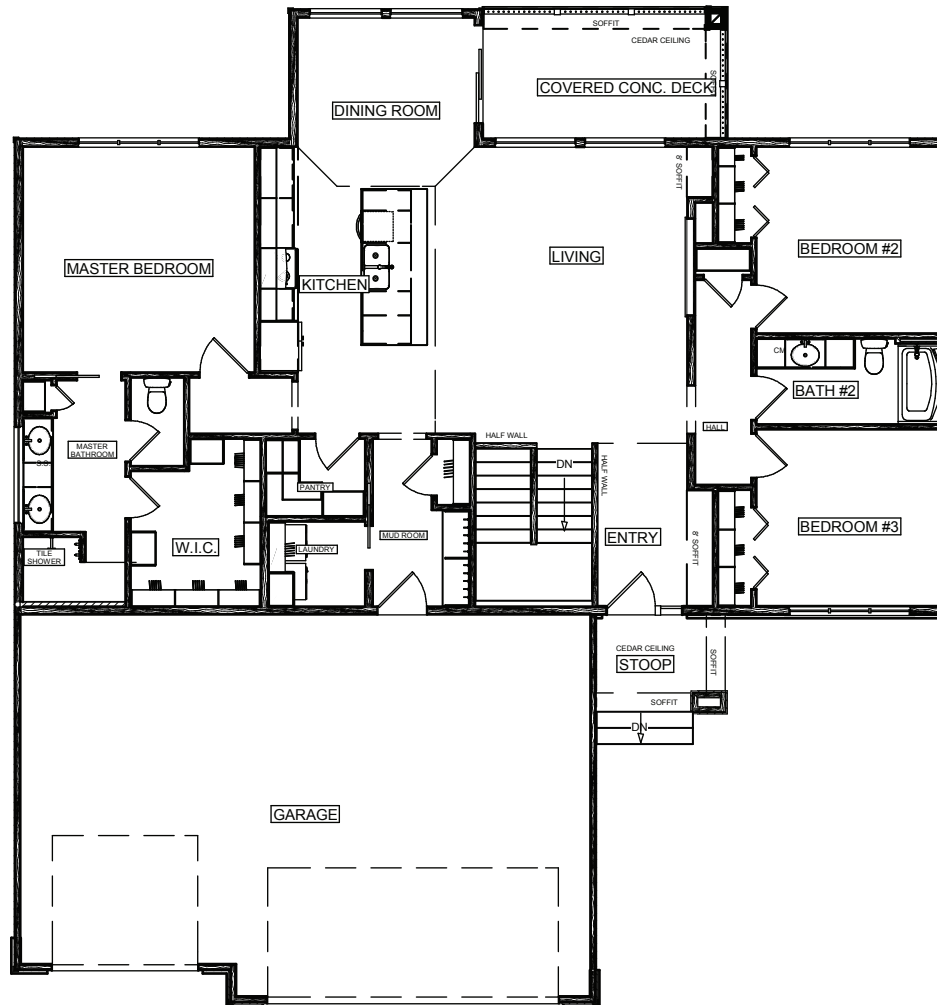 SOFFIT
CEDAR CEILING
SOFFIT
COVERED CONC. DECK
DINING ROOM
8' SOFFIT
MASTER BEDROOM
KITCHEN
LIVING
BEDROOM #2
CM
BATH #2
HALL
MASTER
BATHROOM
HALF WALL
DN
HALF WALL
PANTRY
W.I.C.
LAUNDRY
MUD ROOM
ENTRY
8' SOFFIT
BEDROOM #3
TILE
SHOWER
CEDAR CEILING
STOOP
SOFFIT
SOFFIT
DN
GARAGE